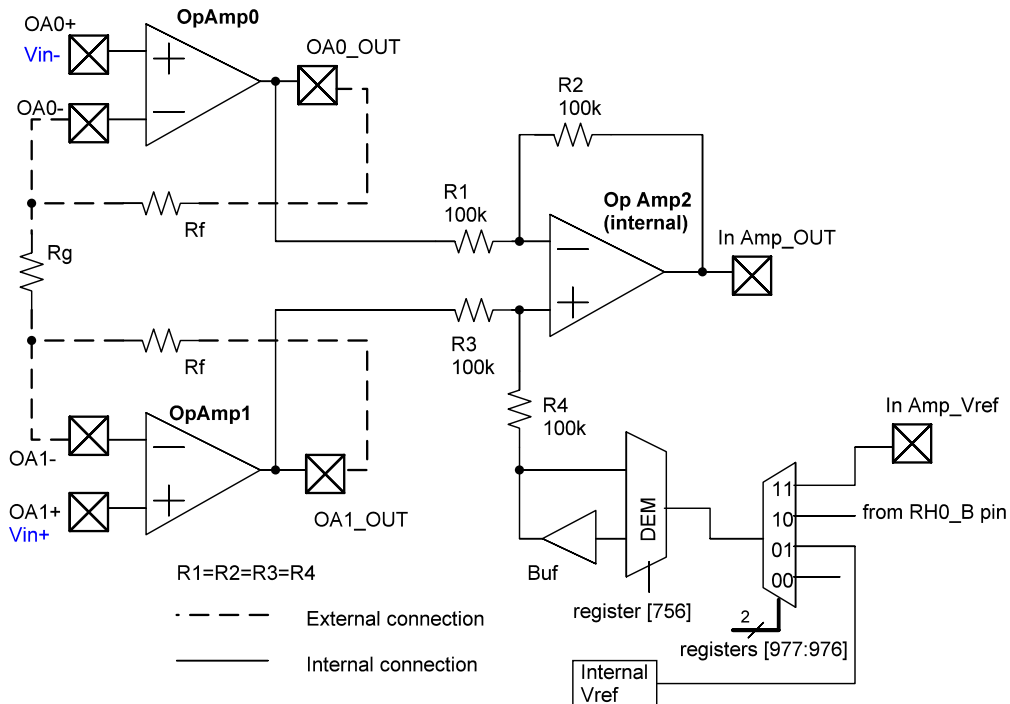 OpAmp0
OA0+
Vin-
OA0_OUT
OA0-
R2
100k
R1
100k
Op Amp2
(internal)
In Amp_OUT
Rf
Rg
R3
100k
Rf
R4
100k
OpAmp1
In Amp_Vref
OA1-
OA1+
Vin+
OA1_OUT
DEM
11
10
from RH0_B pin
01
00
Buf
R1=R2=R3=R4
register [756]
External connection
2
registers [977:976]
Internal connection
Internal
Vref